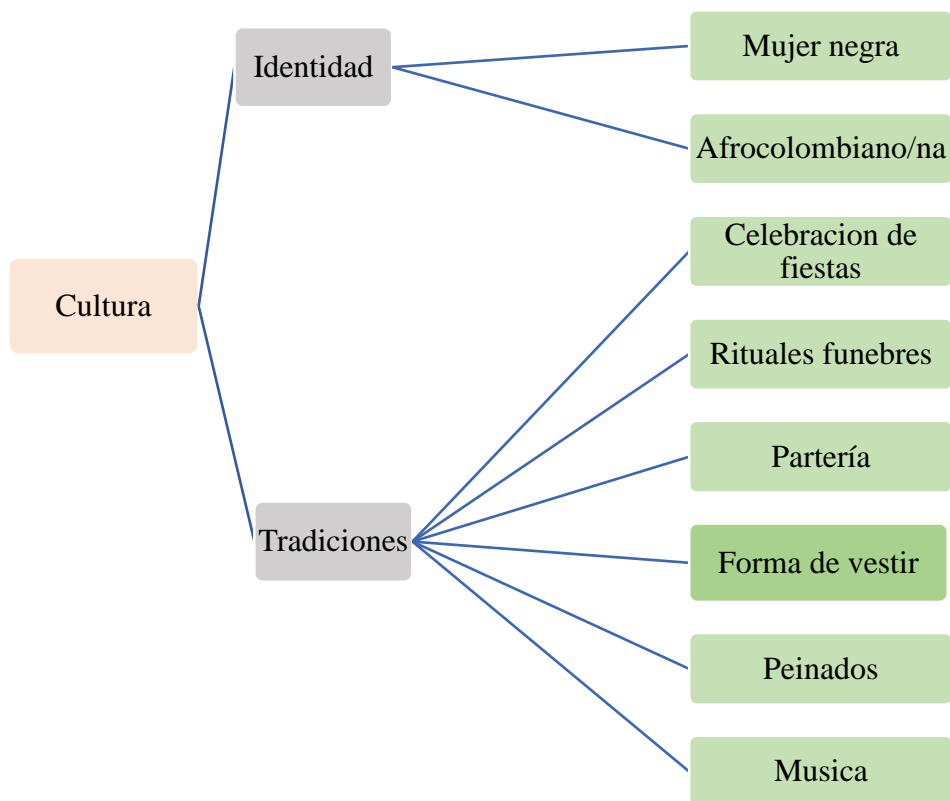 Cultura
Identidad
Mujer negra
Afrocolombiano/na
Tradiciones
Celebracion de
fiestas
Rituales funebres
Partería
Forma de vestir
Peinados
Musica